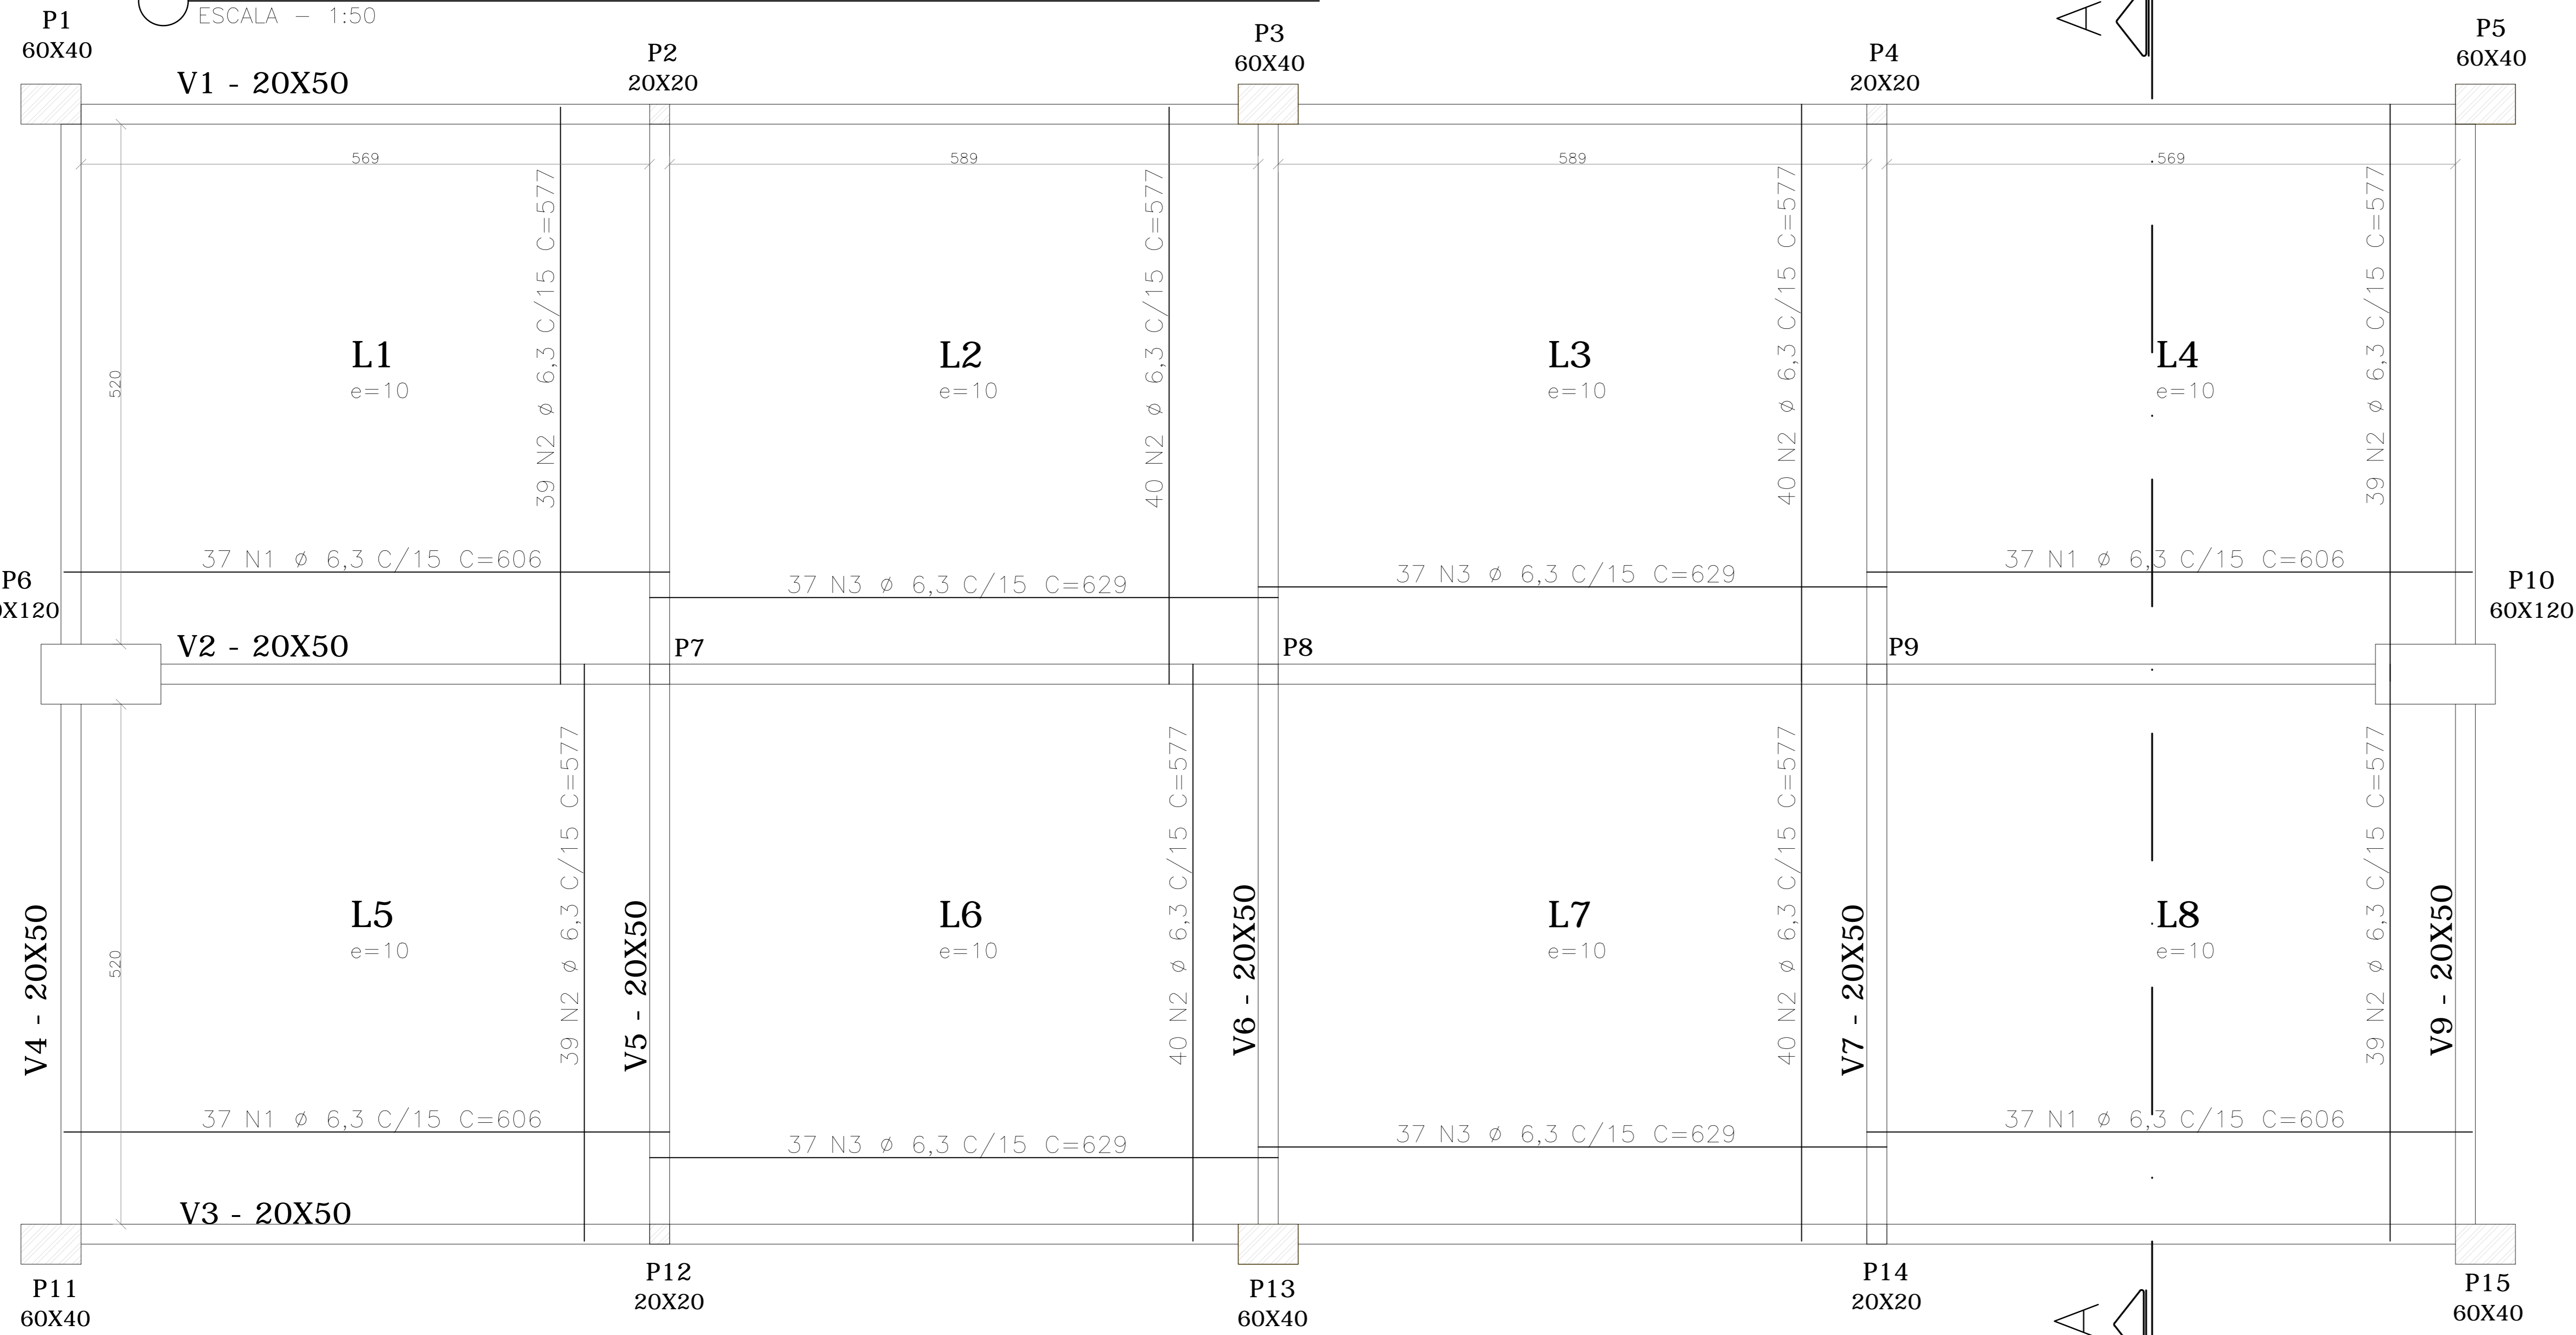 ESCALA – 1:50
P1
60X40
P2
20X20
P3
60X40
P4
20X20
A
P5
60X40
V1 - 20X50
569
589
589
569
520
39 N2 ø 6,3 C/15 C=577
40 N2 ø 6,3 C/15 C=577
40 N2 ø 6,3 C/15 C=577
39 N2 ø 6,3 C/15 C=577
L1
e=10
L2
e=10
L3
e=10
L4
e=10
37 N1 ø 6,3 C/15 C=606
37 N3 ø 6,3 C/15 C=629
37 N3 ø 6,3 C/15 C=629
37 N1 ø 6,3 C/15 C=606
P6
0X120
P10
60X120
V2 - 20X50
P7
P8
P9
39 N2 ø 6,3 C/15 C=577
40 N2 ø 6,3 C/15 C=577
40 N2 ø 6,3 C/15 C=577
39 N2 ø 6,3 C/15 C=577
L5
e=10
L6
e=10
L7
e=10
L8
e=10
520
V4 - 20X50
V5 - 20X50
V6 - 20X50
V7 - 20X50
V9 - 20X50
37 N1 ø 6,3 C/15 C=606
37 N3 ø 6,3 C/15 C=629
37 N3 ø 6,3 C/15 C=629
37 N1 ø 6,3 C/15 C=606
V3 - 20X50
P11
60X40
P12
20X20
P13
60X40
P14
20X20
A
P15
60X40